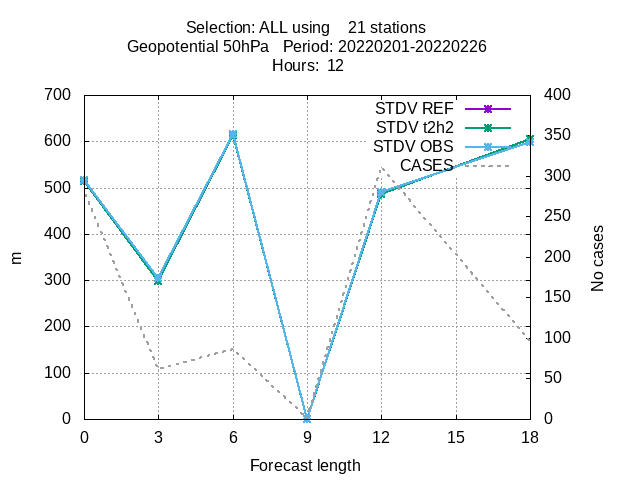 Selection: ALL using    21 stations
Geopotential 50hPa   Period: 20220201-20220226
Hours:  12
700
600
500
400
300
200
100
0
m
400
350
300
250
200
150
100
50
0
No cases
STDV REF
STDV t2h2
STDV OBS
CASES
0 3 6 9 12 15 18
Forecast length